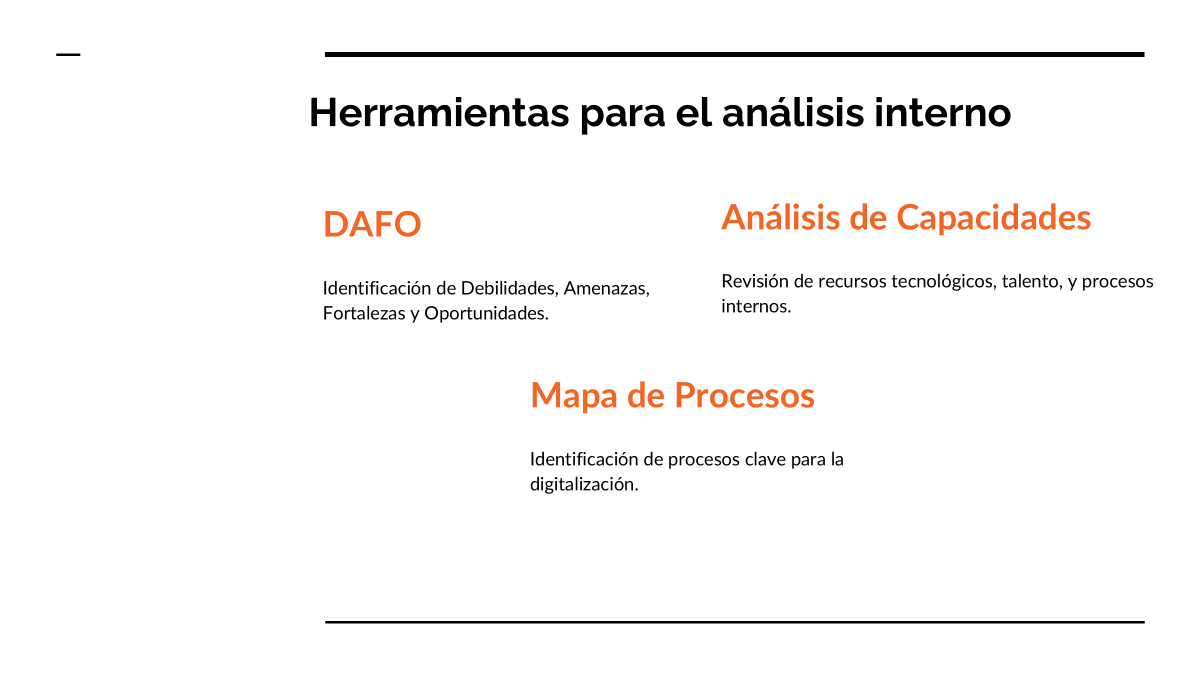 Herramientas para el análisis interno
DAFO
Identificación de Debilidades, Amenazas,
Fortalezas y Oportunidades.
Análisis de Capacidades
Revisión de recursos tecnológicos, talento, y procesos
internos.
Mapa de Procesos
Identificación de procesos clave para la
digitalización.